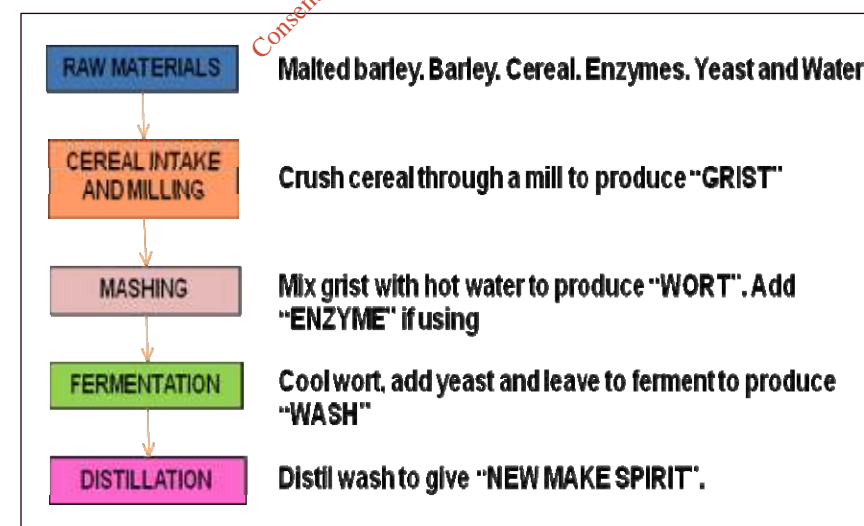 Consen
RAW MATERIALS
Malted barley. Barley. Cereal. Enzymes. Yeast and Water
CEREAL INTAKE
AND MILLING
Crush cereal through a mill to produce “GRIST”
MASHING
Mix grist with hot water to produce “WORT”. Add
“ENZYME” if using
FERMENTATION
Cool wort, add yeast and leave to ferment to produce
“WASH”
DISTILLATION
Distil wash to give “NEW MAKE SPIRIT”.